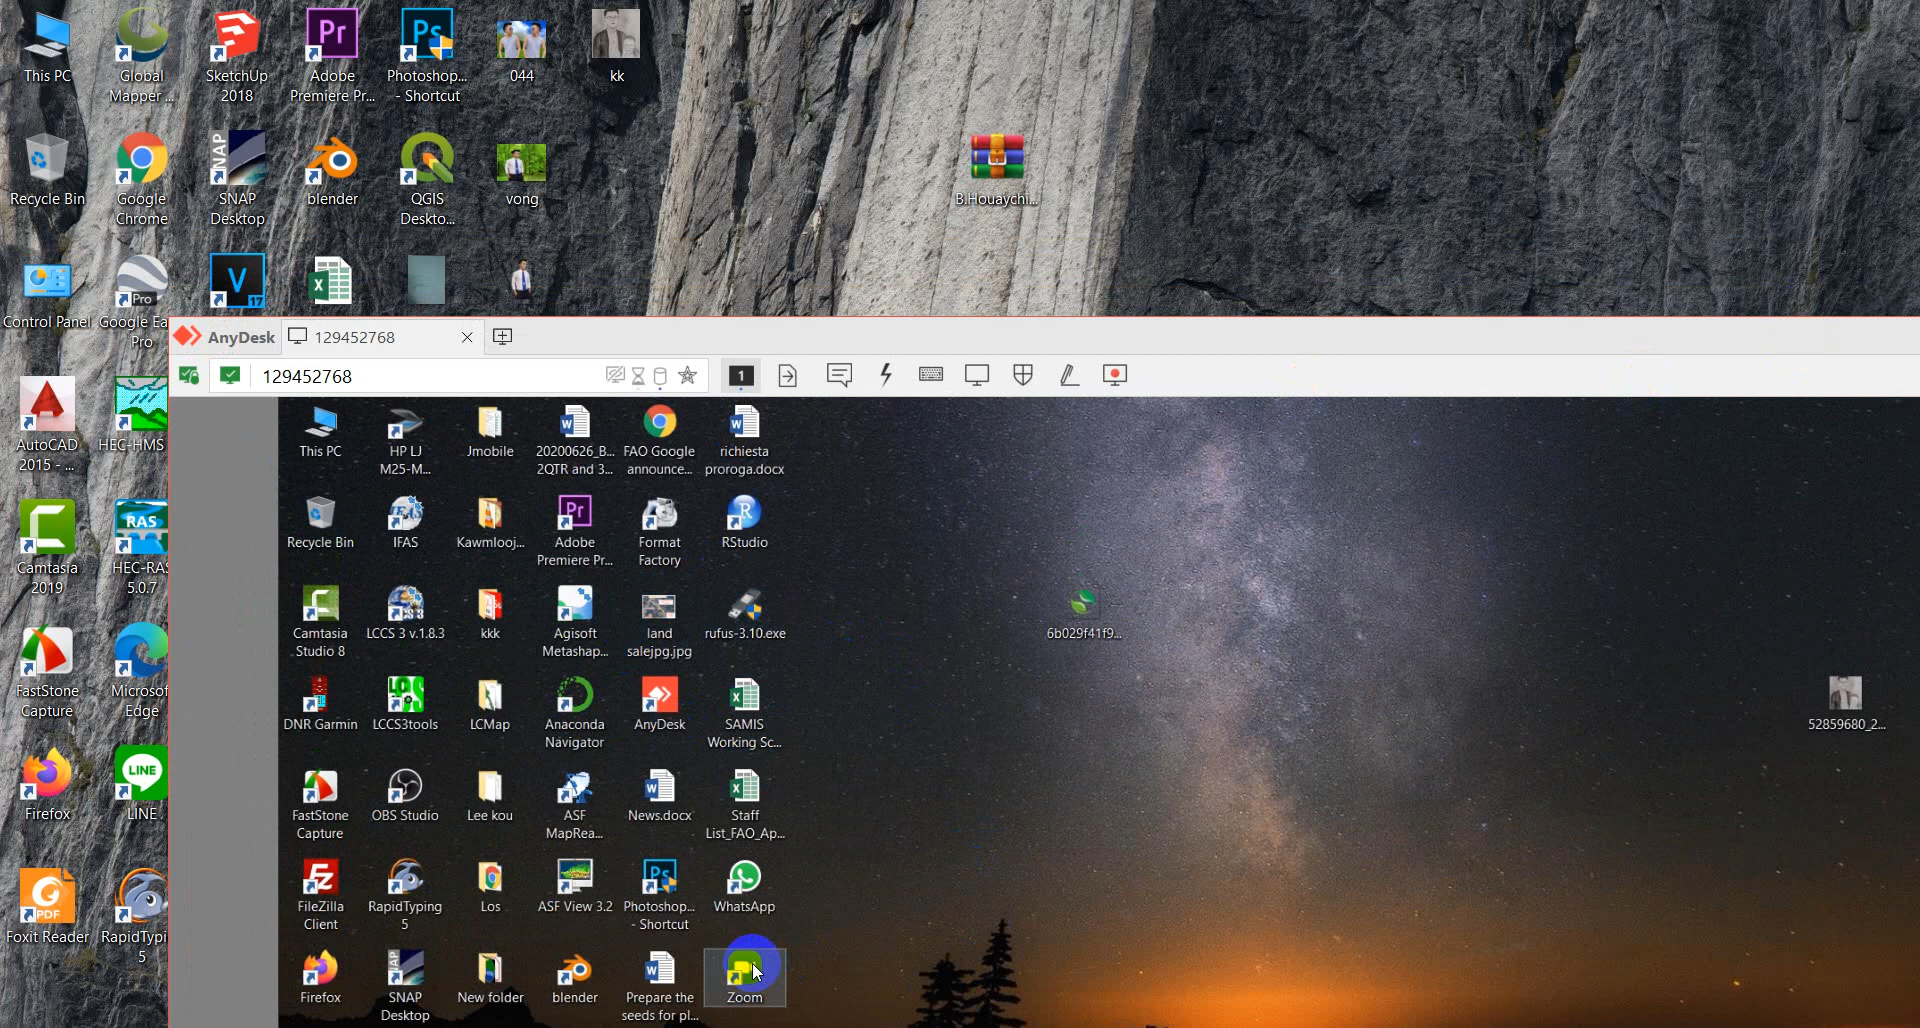 This PC
Global
Mapper ...
SketchUp
2018
Adobe
Premiere Pr...
Photoshop...
- Shortcut
044
kk
Recycle Bin
Google
Chrome
SNAP
Desktop
blender
QGIS
Deskto...
vong
B.Houaychi...
Control Panel
Google Ea
Pro
AutoCAD
2015 - ...
HEC-HMS
Camtasia
2019
HEC-RAS
5.0.7
FastStone
Capture
Microsof
Edge
Firefox
LINE
Foxit Reader
RapidTypi
5
AnyDesk
129452768
129452768
1
This PC
HP LJ
M25-M...
Jmobile
20200626_B...
2QTR and 3...
FAO Google
announce...
richiesta
proroga.docx
Recycle Bin
IFAS
Kawmlooj...
Adobe
Premiere Pr...
Format
Factory
RStudio
Camtasia
Studio 8
LCCS 3 v.1.8.3
kkk
Agisoft
Metashap...
land
salejpg.jpg
rufus-3.10.exe
6b029f41f9...
DNR Garmin
LCCS3tools
LCMap
Anaconda
Navigator
AnyDesk
SAMIS
Working Sc...
52859680_2...
FastStone
Capture
OBS Studio
Lee kou
ASF
MapRea...
News.docx
Staff
List_FAO_Ap...
FileZilla
Client
RapidTyping
5
Los
ASF View 3.2
Photoshop...
- Shortcut
WhatsApp
Firefox
SNAP
Desktop
New folder
blender
Prepare the
seeds for pl...
Zoom